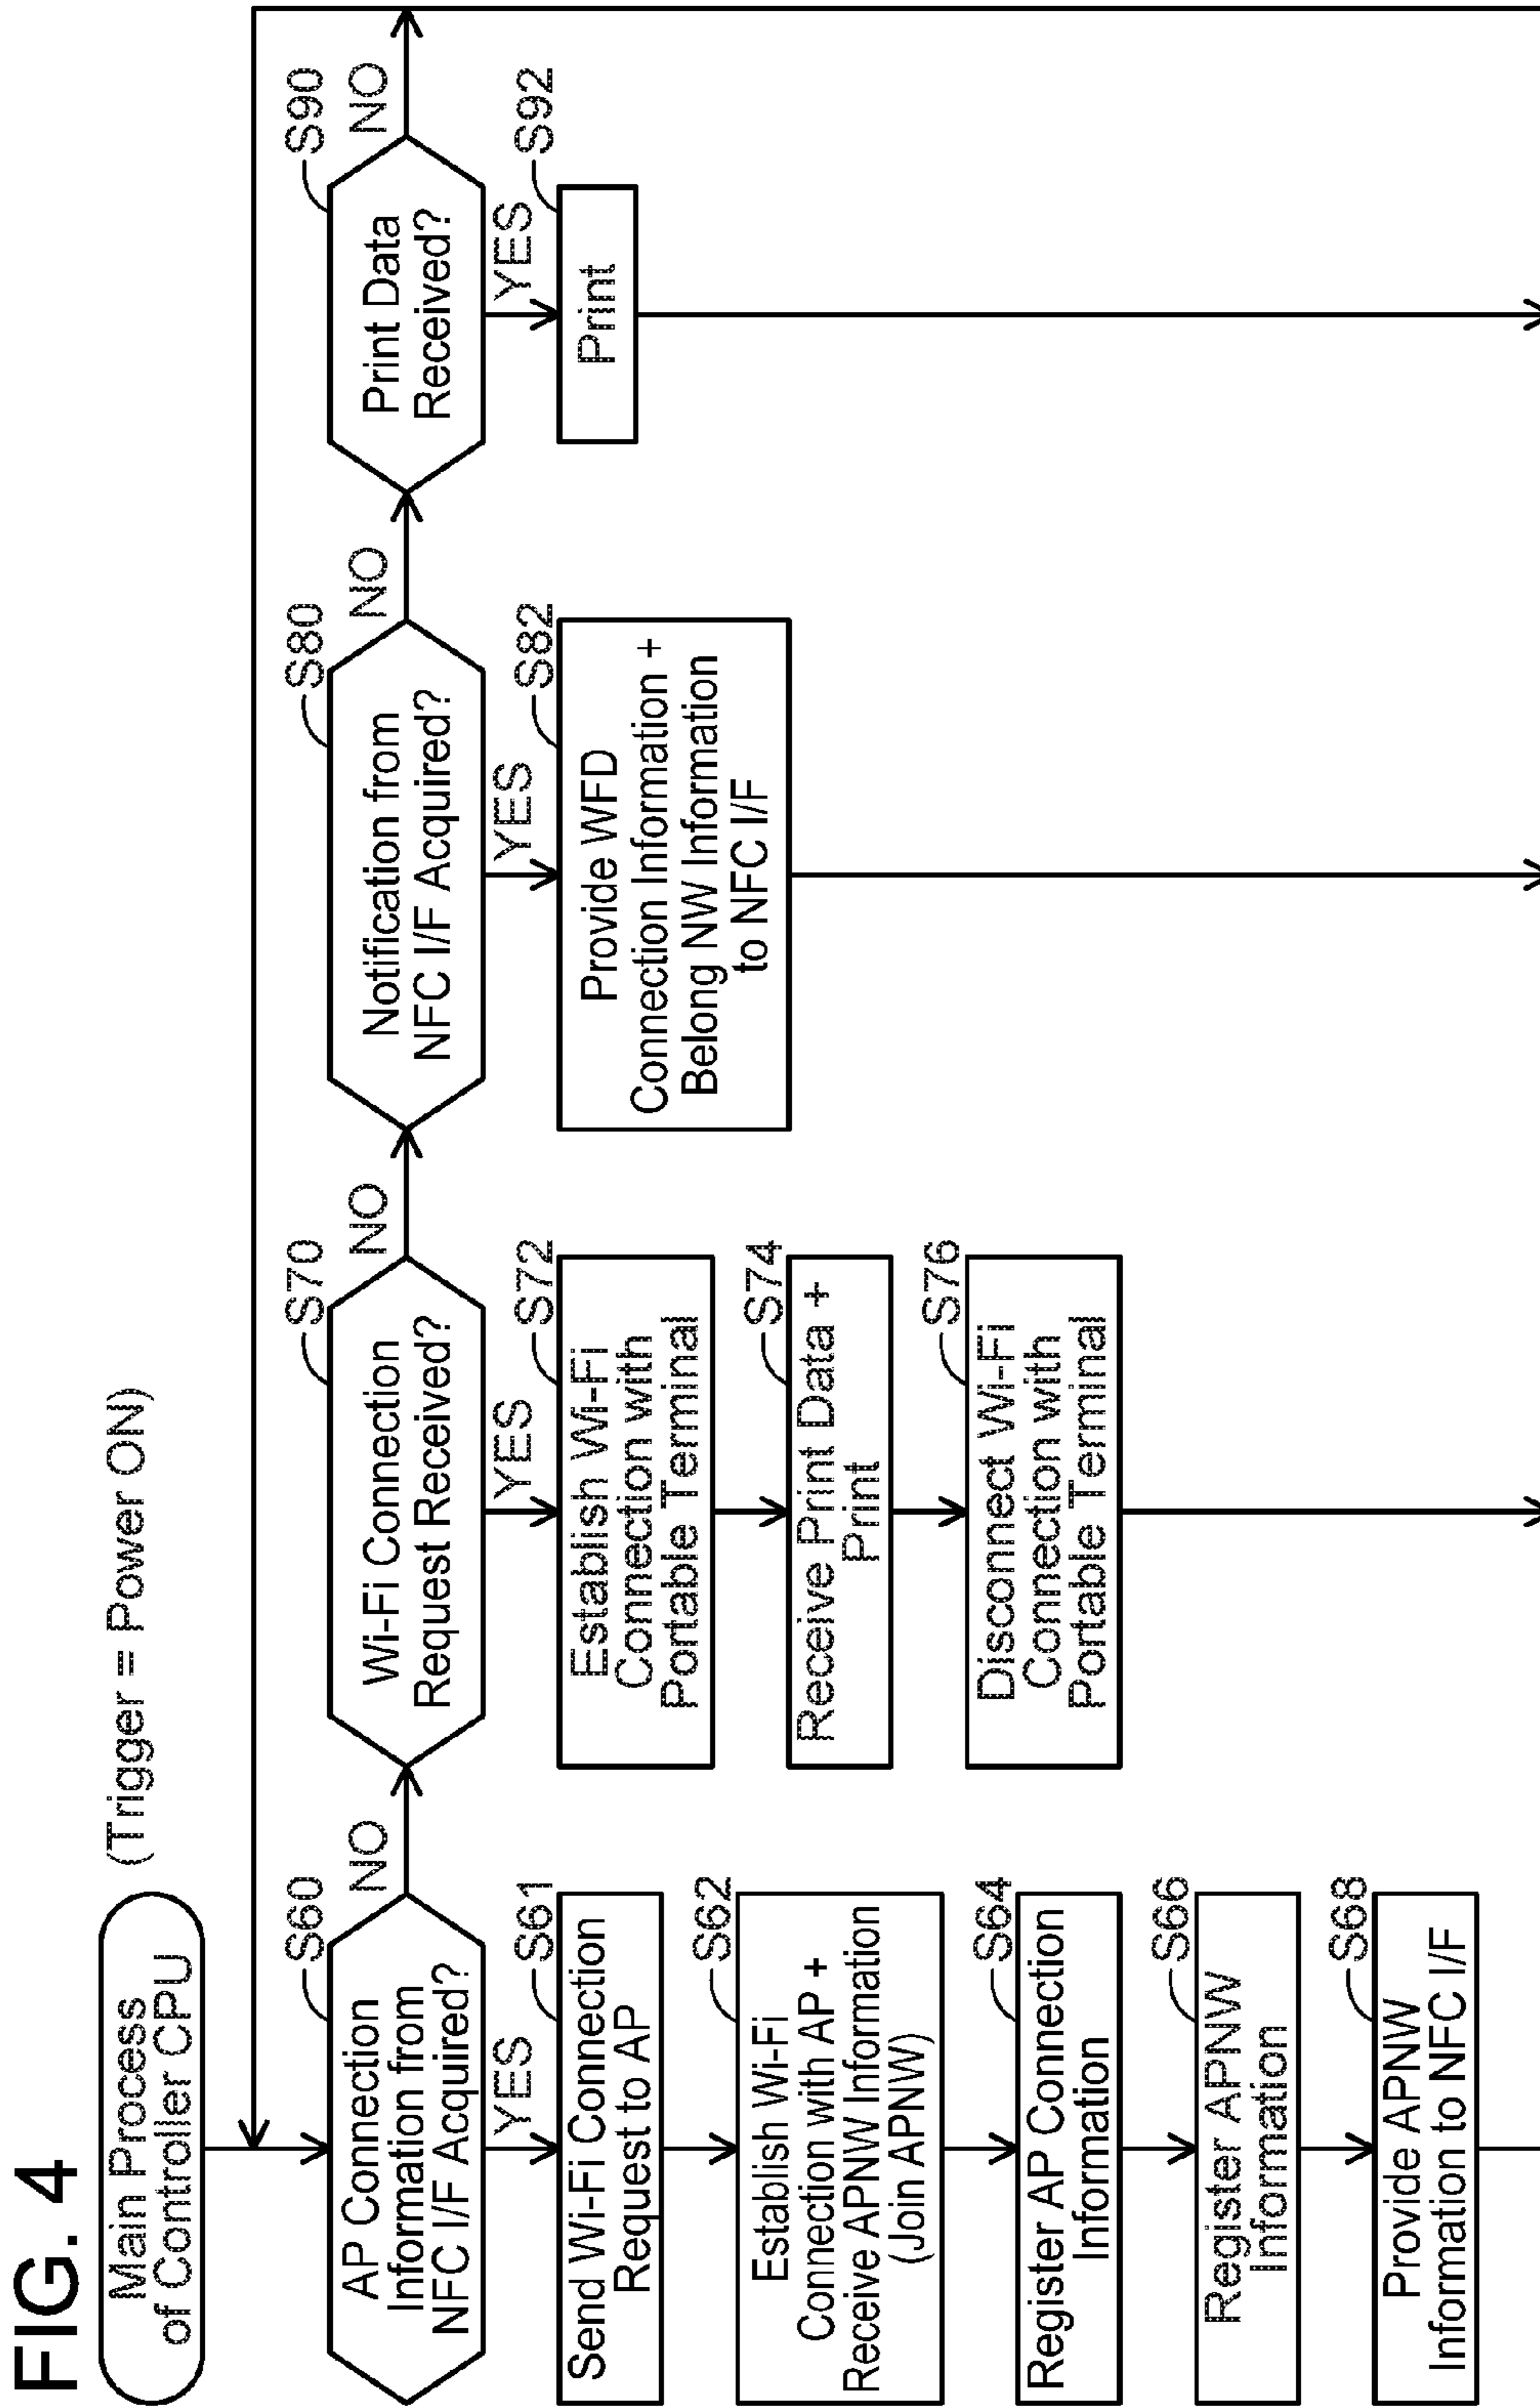 FIG. 4
Main Process
of Controller CPU
(Trigger = Power ON)
S60
AP Connection
Information from
NFC I/F Acquired?
NO
YES
S61
Send Wi-Fi Connection
Request to AP
S62
Establish Wi-Fi
Connection with AP +
Receive APNW Information
(Join APNW)
S64
Register AP Connection
Information
S66
Register APNW
Information
S68
Provide APNW
Information to NFC I/F
S70
Wi-Fi Connection
Request Received?
NO
YES
S72
Establish Wi-Fi
Connection with
Portable Terminal
S74
Receive Print Data +
Print
S76
Disconnect Wi-Fi
Connection with
Portable Terminal
S80
Notification from
NFC I/F Acquired?
NO
YES
S82
Provide WFD
Connection Information +
Belong NW Information
to NFC I/F
S90
Print Data
Received?
NO
YES
S92
Print